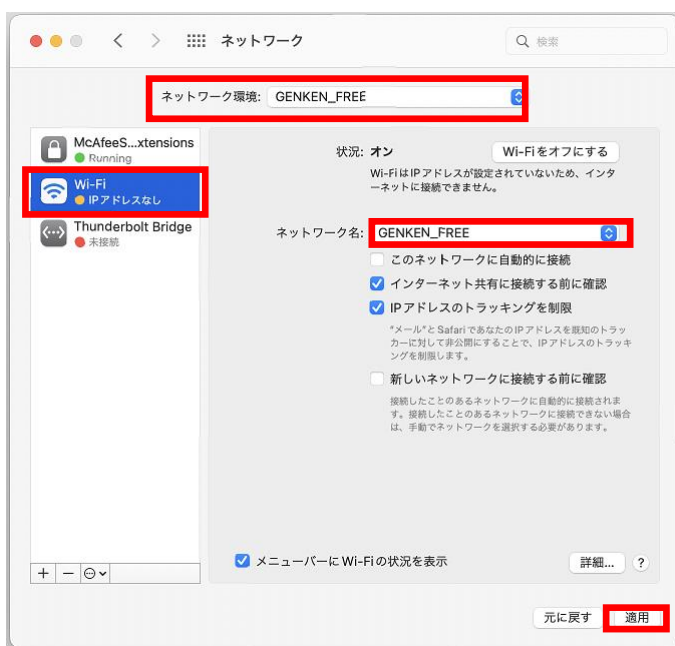 ネットワーク
検索
ネットワーク環境: GENKEN_FREE
McAfeeS...xtensions
Running
Wi-Fi
IPアドレスなし
Thunderbolt Bridge
未接続
状況: オン
Wi-Fiをオフにする
Wi-FiはIPアドレスが設定されていないため、インタ
ーネットに接続できません。
ネットワーク名: GENKEN_FREE
このネットワークに自動的に接続
インターネット共有に接続する前に確認
IPアドレスのトラッキングを制限
"メール"とSafariであなたのIPアドレスを既知のトラッ
カーに対して非公開にすることで、IPアドレスのトラッキ
ングを制限します。
新しいネットワークに接続する前に確認
接続したことのあるネットワークに自動的に接続されま
す。接続したことのあるネットワークに接続できない場合
は、手動でネットワークを選択する必要があります。
メニューバーにWi-Fiの状況を表示
詳細...
?
元に戻す
適用